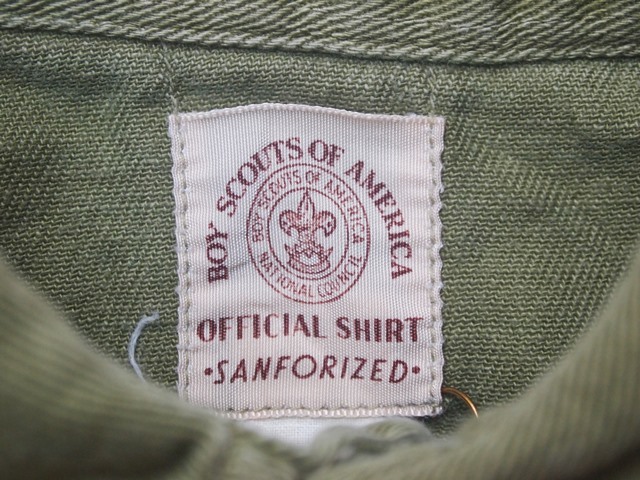 BOY SCOUTS OF AMERICA
BOY SCOUTS OF AMERICA
NATIONAL COUNCIL
OFFICIAL SHIRT
•SANFORIZED•